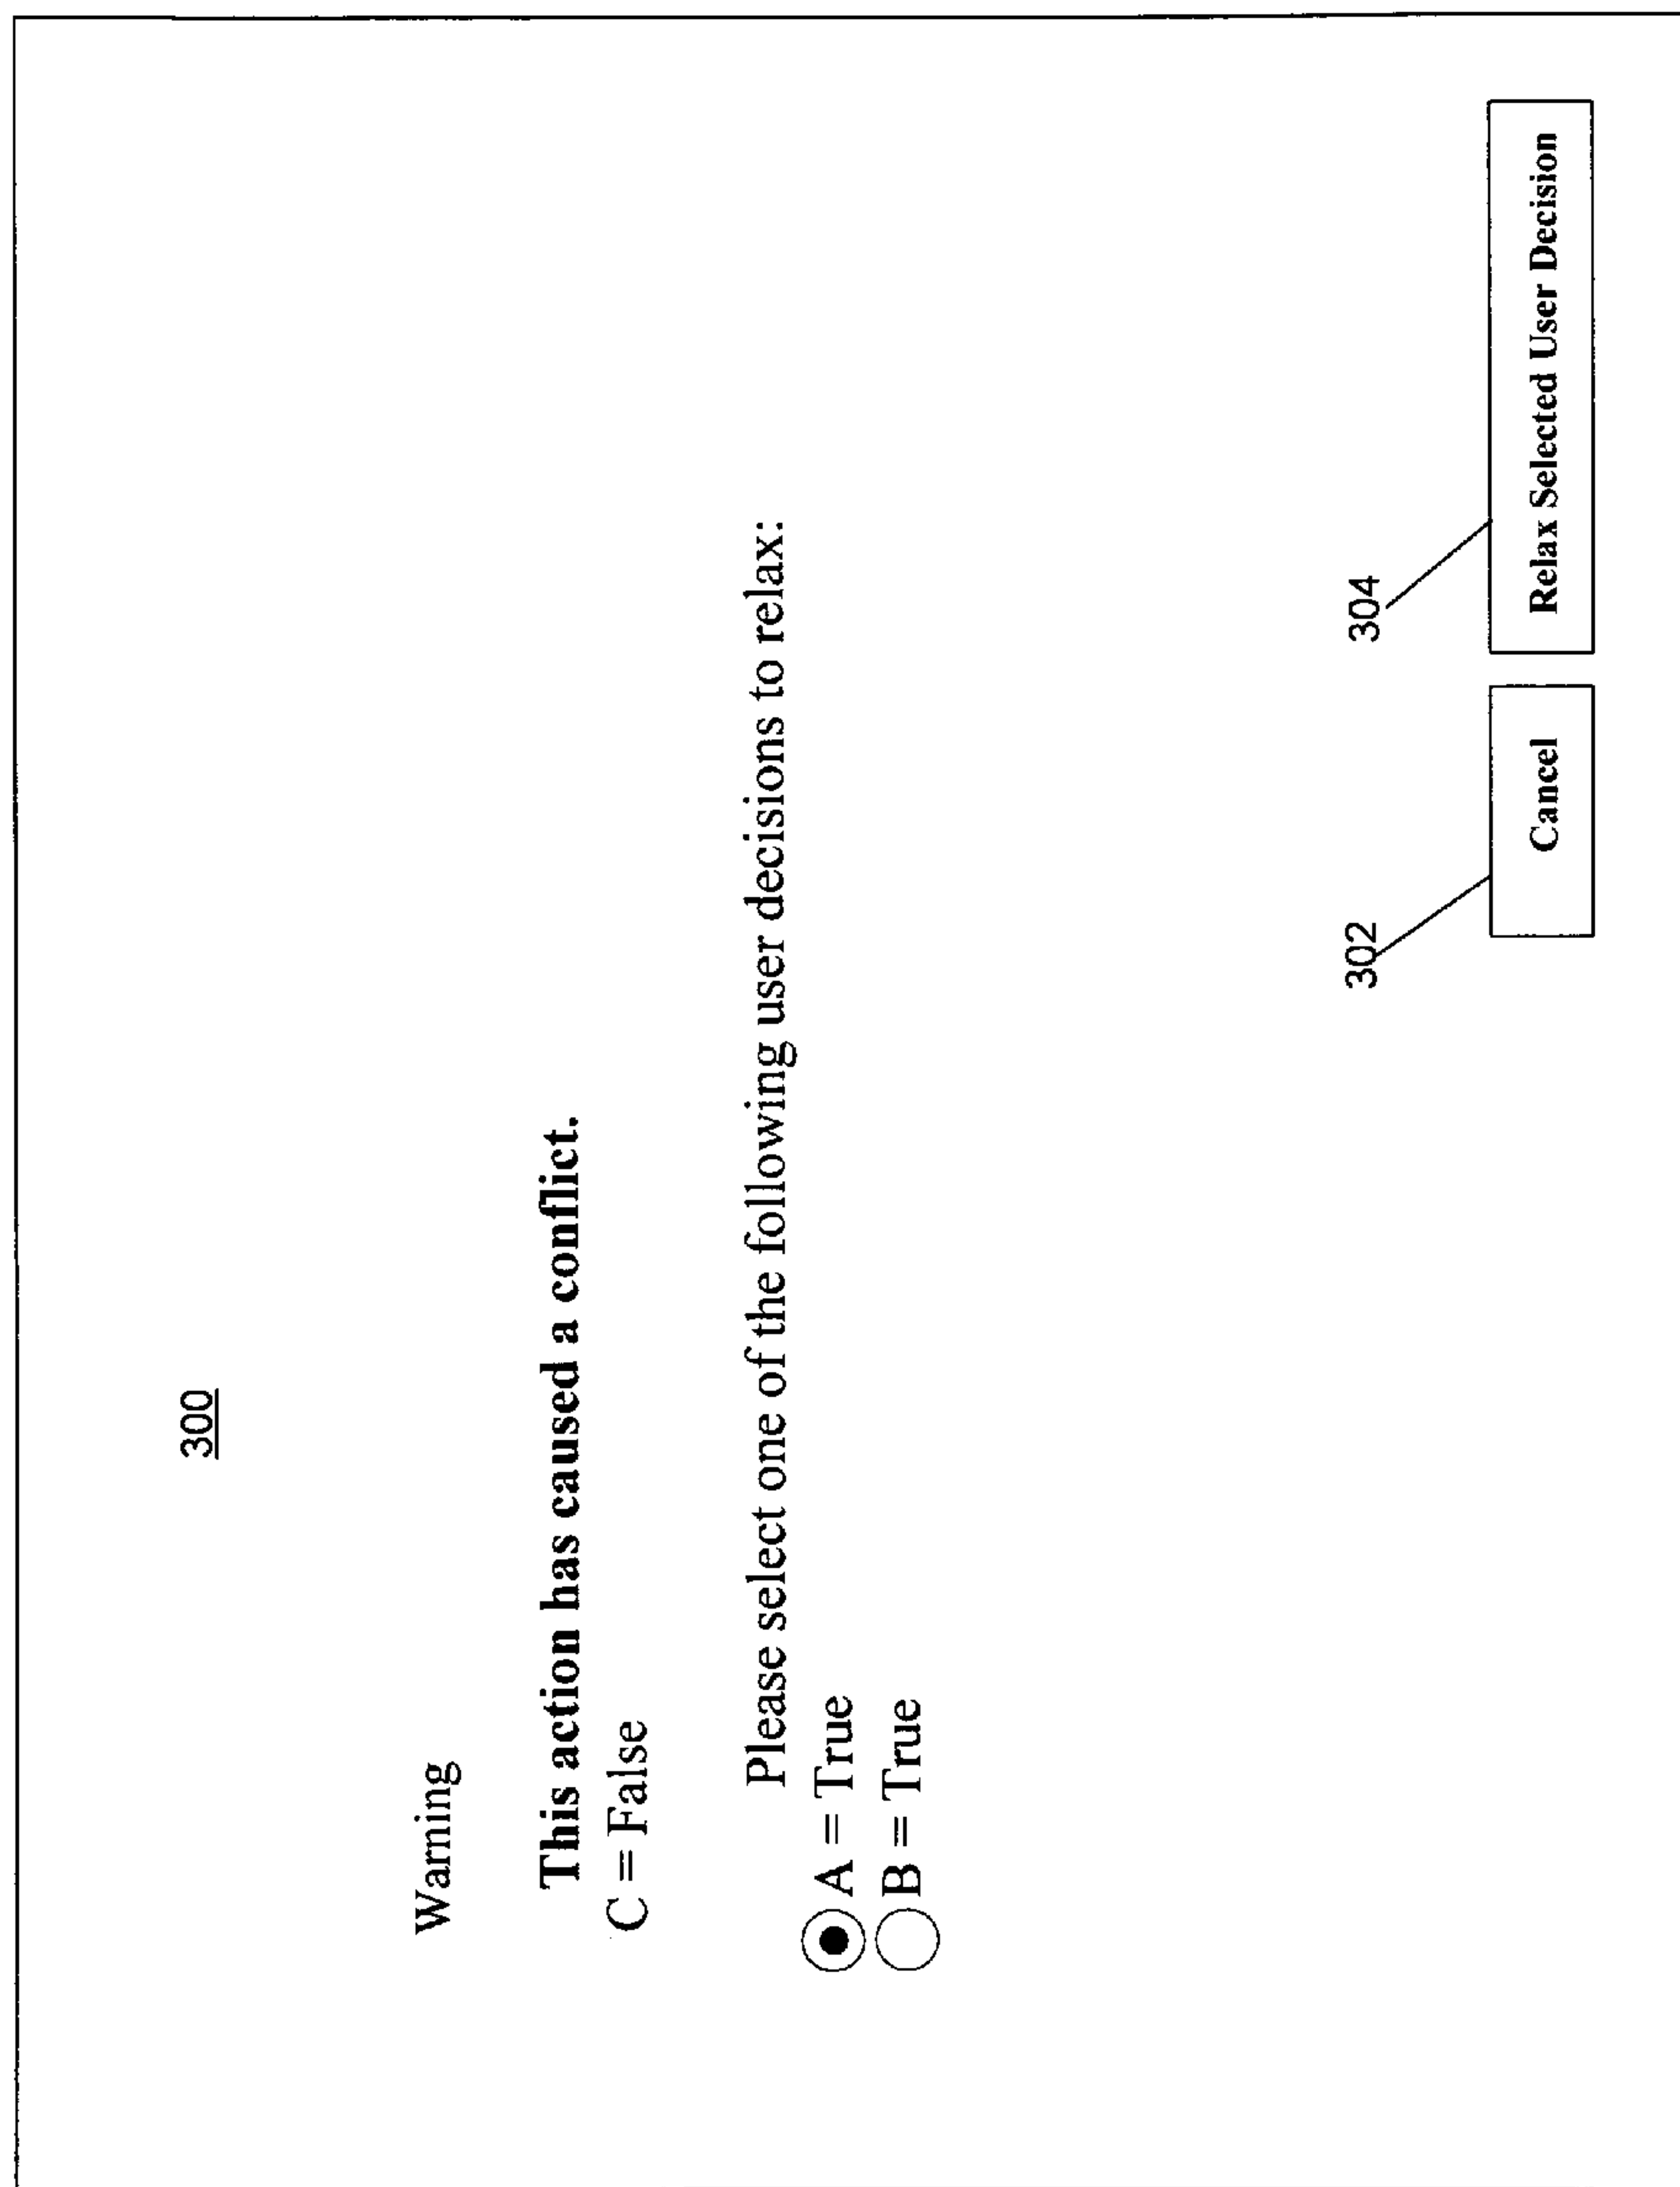 300
Warning
This action has caused a conflict.
C = False
Please select one of the following user decisions to relax:
A = True
B = True
302
304
Cancel
Relax Selected User Decision